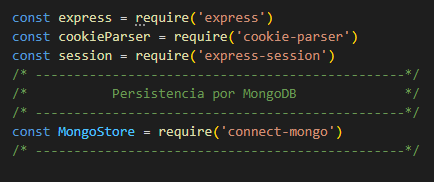 const express = require('express')
const cookieParser = require('cookie-parser')
const session = require('express-session')
/* ------------------------------------------------*/
/*           Persistencia por MongoDB              */
/* ------------------------------------------------*/
const MongoStore = require('connect-mongo')
/* ------------------------------------------------*/